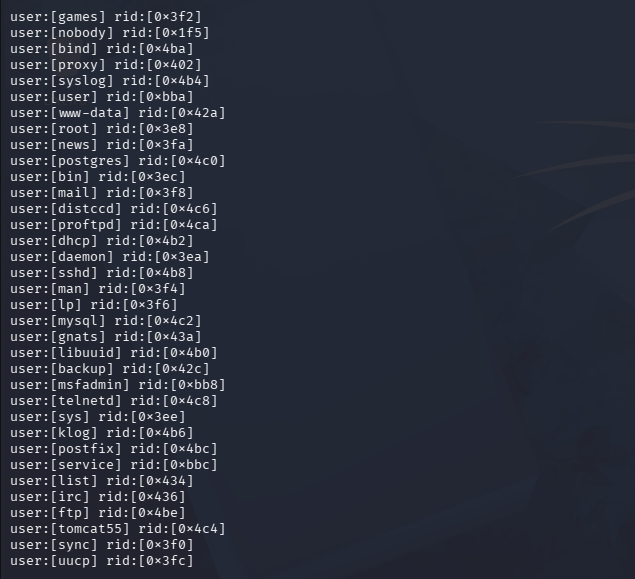 user:[games] rid:[0×3f2]
user:[nobody] rid:[0×1f5]
user:[bind] rid:[0×4ba]
user:[proxy] rid:[0×402]
user:[syslog] rid:[0×4b4]
user:[user] rid:[0×bba]
user:[www-data] rid:[0×42a]
user:[root] rid:[0×3e8]
user:[news] rid:[0×3fa]
user:[postgres] rid:[0×4c0]
user:[bin] rid:[0×3ec]
user:[mail] rid:[0×3f8]
user:[distccd] rid:[0×4c6]
user:[proftpd] rid:[0×4ca]
user:[dhcp] rid:[0×4b2]
user:[daemon] rid:[0×3ea]
user:[sshd] rid:[0×4b8]
user:[man] rid:[0×3f4]
user:[lp] rid:[0×3f6]
user:[mysql] rid:[0×4c2]
user:[gnats] rid:[0×43a]
user:[libuuid] rid:[0×4b0]
user:[backup] rid:[0×42c]
user:[msfadmin] rid:[0×bb8]
user:[telnetd] rid:[0×4c8]
user:[sys] rid:[0×3ee]
user:[klog] rid:[0×4b6]
user:[postfix] rid:[0×4bc]
user:[service] rid:[0×bbc]
user:[list] rid:[0×434]
user:[irc] rid:[0×436]
user:[ftp] rid:[0×4be]
user:[tomcat55] rid:[0×4c4]
user:[sync] rid:[0×3f0]
user:[uucp] rid:[0×3fc]